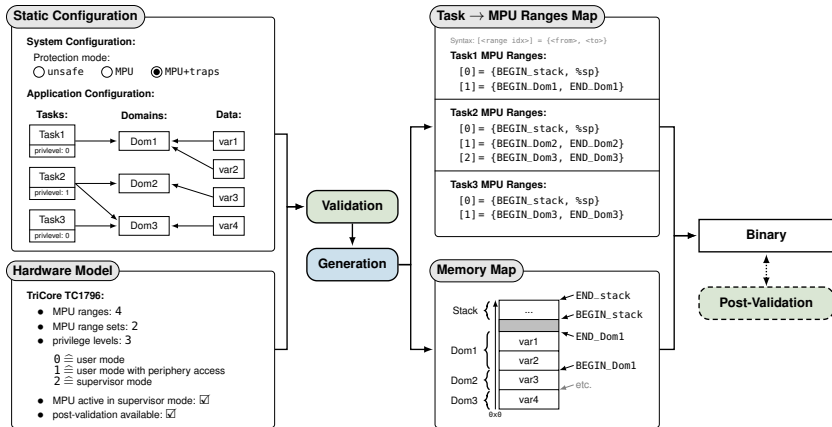 Static Configuration
System Configuration:
Protection mode:
unsafe MPU MPU+traps
Application Configuration:
Tasks: Domains: Data:
Task1
privlevel: 0
Dom1
var1
var2
Task2
privlevel: 1
Dom2
var3
Task3
privlevel: 0
Dom3
var4
Hardware Model
TriCore TC1796:
• MPU ranges: 4
• MPU range sets: 2
• privilege levels: 3
0 ≙ user mode
1 ≙ user mode with periphery access
2 ≙ supervisor mode
• MPU active in supervisor mode: ☑
• post-validation available: ☑
Validation
Generation
Task → MPU Ranges Map
Syntax: [<range idx>] = {<from>, <to>}
Task1 MPU Ranges:
[0] = {BEGIN_stack, %sp}
[1] = {BEGIN_Dom1, END_Dom1}
Task2 MPU Ranges:
[0] = {BEGIN_stack, %sp}
[1] = {BEGIN_Dom2, END_Dom2}
[2] = {BEGIN_Dom3, END_Dom3}
Task3 MPU Ranges:
[0] = {BEGIN_stack, %sp}
[1] = {BEGIN_Dom3, END_Dom3}
Memory Map
END_stack
Stack ...
BEGIN_stack
END_Dom1
Dom1
var1
var2
BEGIN_Dom1
Dom2 var3
etc.
Dom3 var4
0x0
Binary
Post-Validation